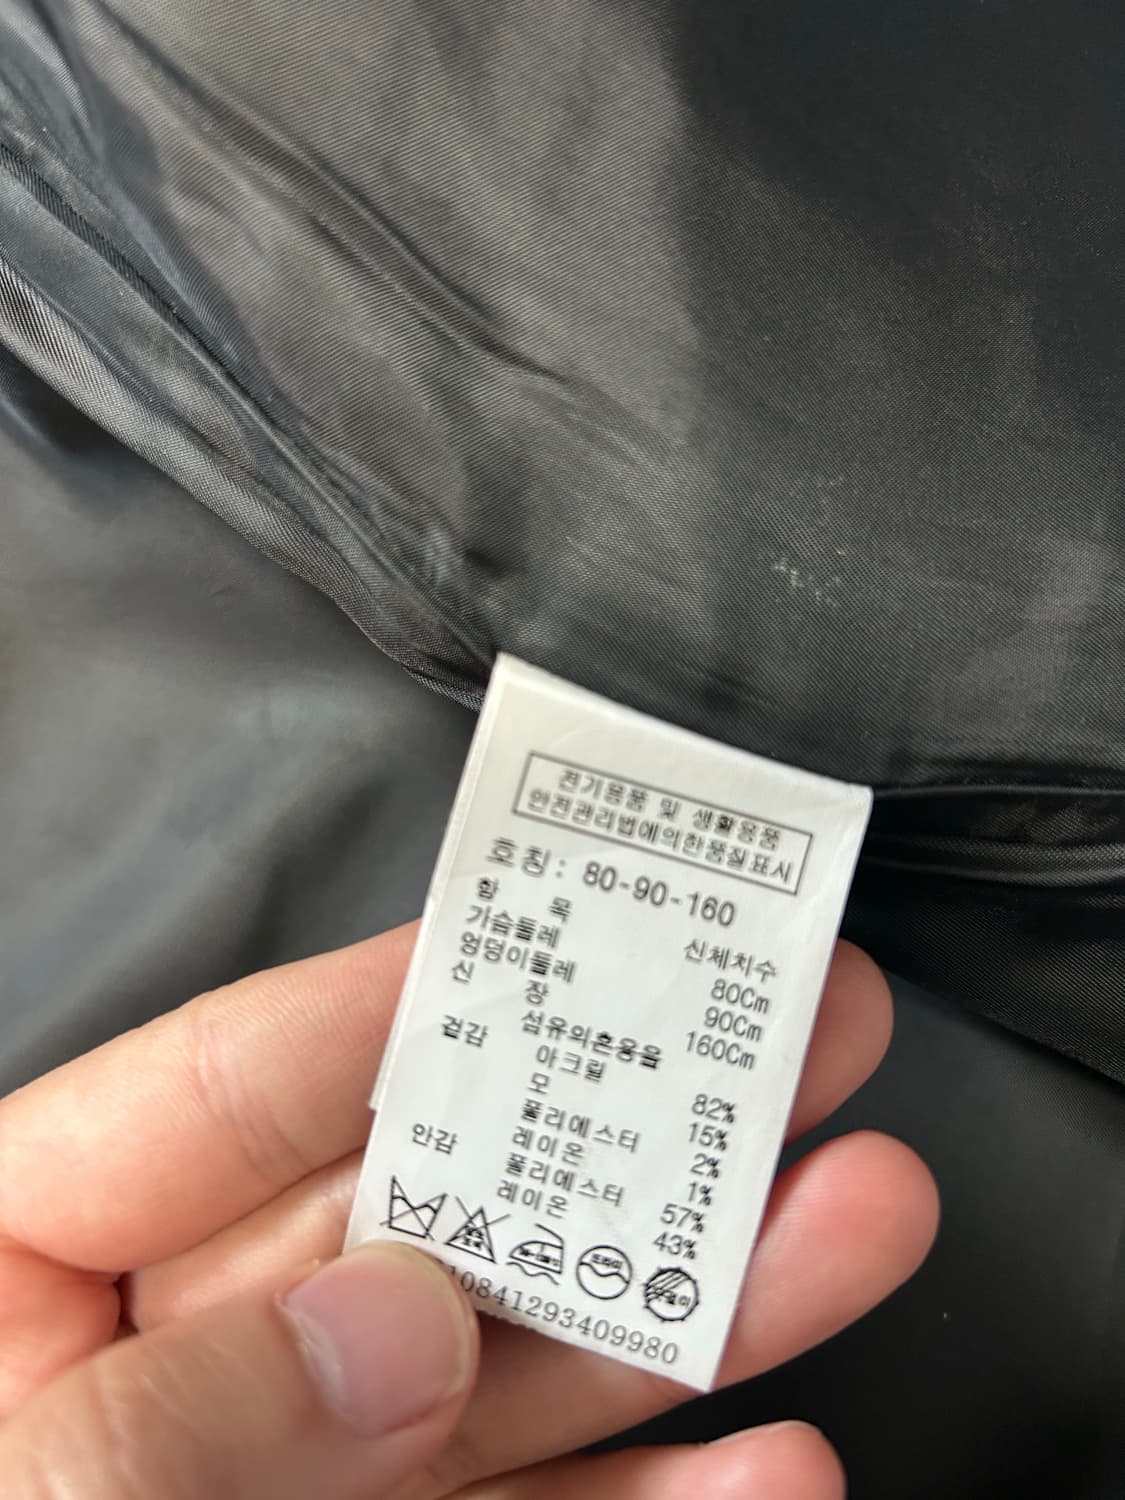 전기용품 및 생활용품
안전관리법에의한품질표시
호칭: 80-90-160
항 목 신체치수
가슴둘레 80Cm
엉덩이둘레 90Cm
신 장 160Cm
섬유의혼용율
겉감 아크릴 82%
모 15%
폴리에스터 2%
레이온 1%
안감 폴리에스터 57%
레이온 43%
드라이
10841293409980